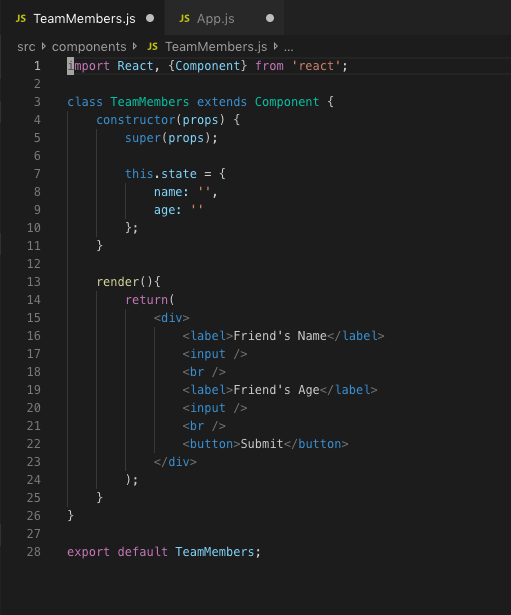 JS TeamMembers.js JS App.js
src components JS TeamMembers.js ...
1 import React, {Component} from 'react';
2
3 class TeamMembers extends Component {
4     constructor(props) {
5         super(props);
6
7         this.state = {
8             name: '',
9             age: ''
10         };
11     }
12
13     render(){
14         return(
15             <div>
16                 <label>Friend's Name</label>
17                 <input />
18                 <br />
19                 <label>Friend's Age</label>
20                 <input />
21                 <br />
22                 <button>Submit</button>
23             </div>
24         );
25     }
26 }
27
28 export default TeamMembers;